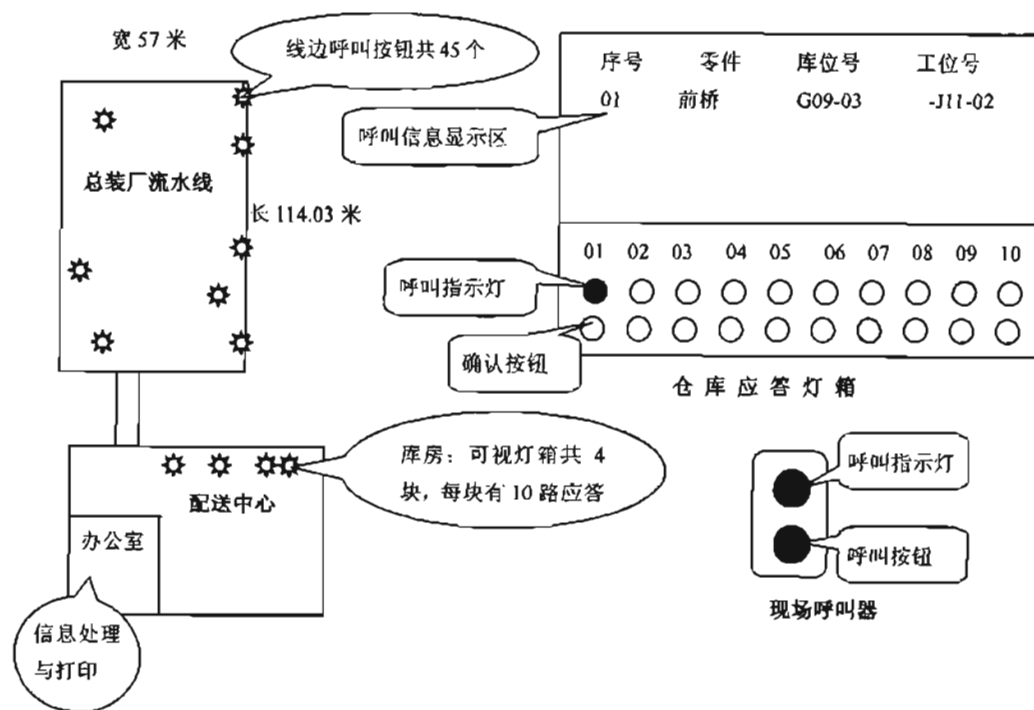 宽 57 米
线边呼叫按钮共 45 个
总装厂流水线
长 114.03 米
序号 零件 库位号 工位号
01 前桥 G09-03 -J11-02
呼叫信息显示区
01 02 03 04 05 06 07 08 09 10
呼叫指示灯
确认按钮
仓库应答灯箱
配送中心
库房：可视灯箱共 4
块，每块有 10 路应答
办公室
信息处理
与打印
呼叫指示灯
呼叫按钮
现场呼叫器